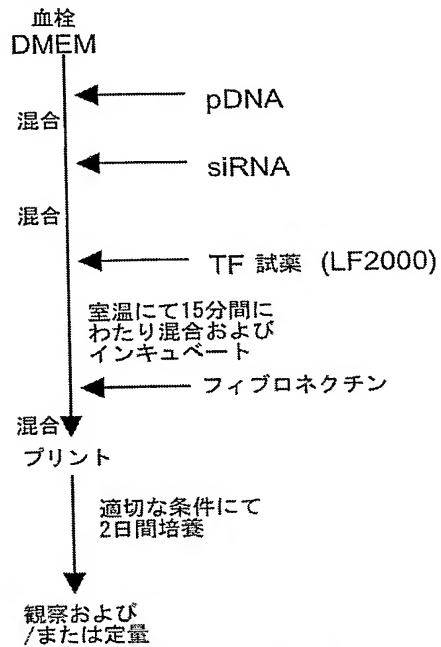 血栓
DMEM
pDNA
混合
siRNA
混合
TF 試薬 (LF2000)
室温にて15分間に
わたり混合および
インキュベート
フィブロネクチン
混合
プリント
適切な条件にて
2日間培養
観察および
/または定量